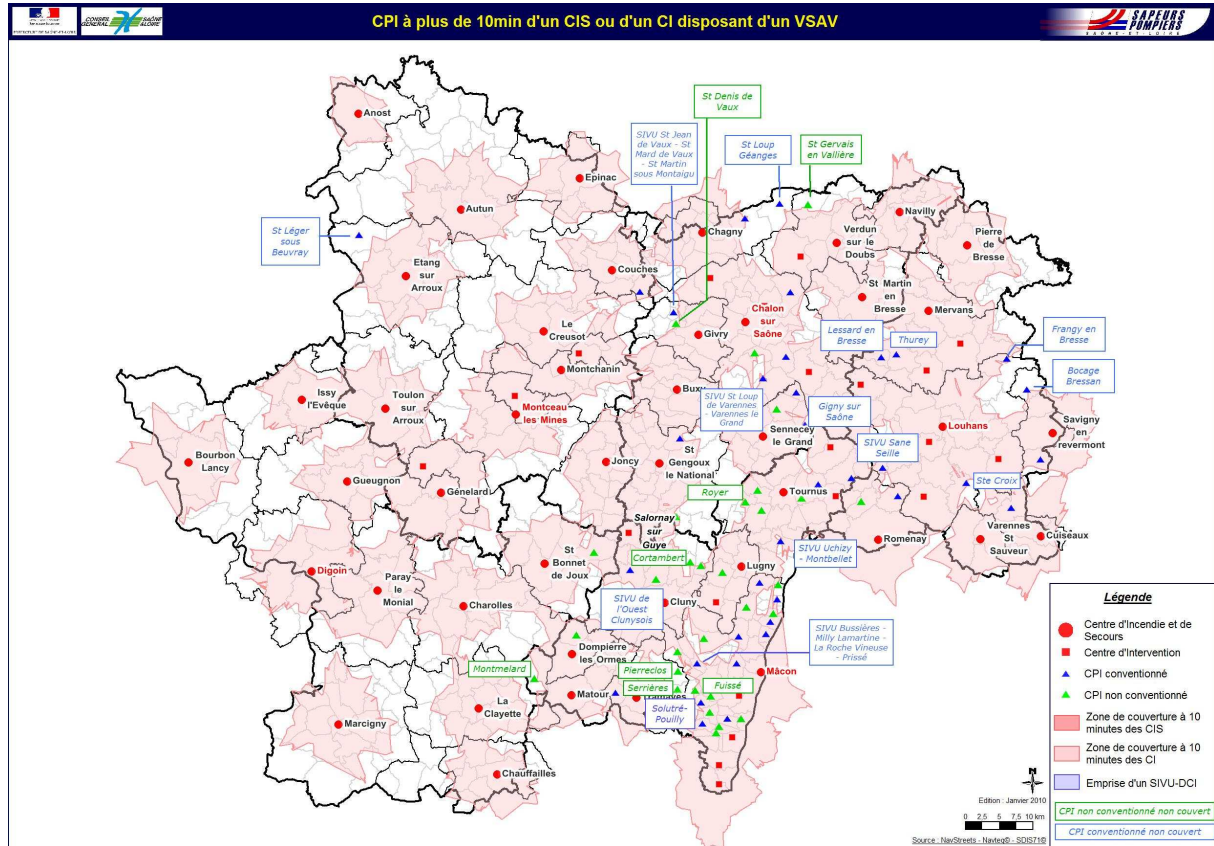 CPI à plus de 10min d'un CIS ou d'un CI disposant d'un VSAV
CONSEIL GENERAL
SAÔNE & LOIRE
SAPEURS
POMPIERS
SAÔNE-ET-LOIRE
St Denis de
Vaux
SIVU St Jean
de Vaux - St
Mard de Vaux
- St Martin
sous Montaigu
St Loup
Géanges
St Gervais
en Vallière
Anost
Epinac
Autun
St Léger
sous
Beuvray
Etang
sur
Arroux
Chagny
Verdun
sur le
Doubs
Navilly
Pierre
de
Bresse
Couches
St Martin
en
Bresse
Mervans
Le
Creusot
Chalon
sur
Saône
Givry
Lessard en
Bresse
Thurey
Frangy en
Bresse
Montchanin
Bocage
Bressan
Issy
l'Evêque
Toulon
sur
Arroux
Montceau
les Mines
Buxy
SIVU St Loup
de Varennes
- Varennes le
Grand
Gigny sur
Saône
Louhans
Savigny
en
revermont
Sennecey
le Grand
Bourbon
Lancy
Joncy
St
Gengoux
le National
SIVU Sane
Seille
Gueugnon
Génelard
Royer
Tournus
Ste Croix
Salornay
sur
Guye
Romenay
Varennes
St
Sauveur
Cuiseaux
St
Bonnet
de Joux
Cortambert
SIVU Uchizy
- Montbellet
Lugny
Digoin
Paray
le
Monial
Charolles
SIVU de
l'Ouest
Clunysois
Cluny
SIVU Bussières -
Milly Lamartine -
La Roche Vineuse
- Prissé
Dompierre
les Ormes
Montmelard
Pierreclos
Serrières
Fuissé
Mâcon
Matour
Tramayes
Solutré-
Pouilly
La
Clayette
Marcigny
Chauffailles
Légende
Centre d'Incendie et de
Secours
Centre d'Intervention
CPI conventionné
CPI non conventionné
Zone de couverture à 10
minutes des CIS
Zone de couverture à 10
minutes des CI
Emprise d'un SIVU-DCI
CPI non conventionné non couvert
CPI conventionné non couvert
N
Edition : Janvier 2010
0 2,5 5 7,5 10 km
Source : NavStreets - Navteq© - SDIS71©